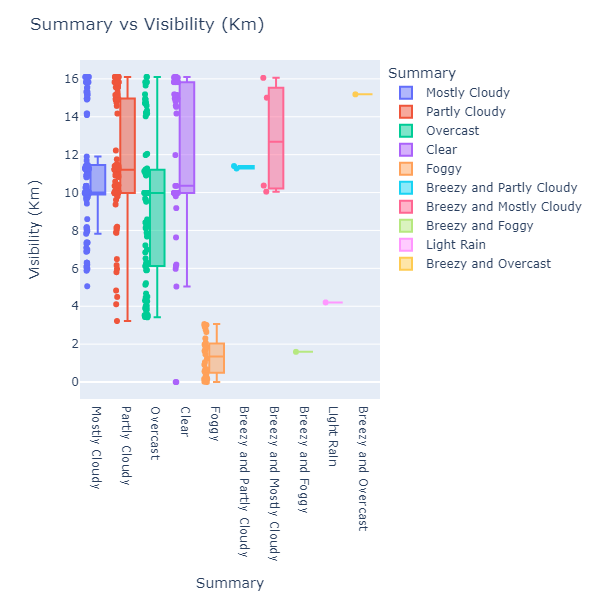 Summary vs Visibility (Km)
Visibility (Km)
16
14
12
10
8
6
4
2
0
Mostly Cloudy
Partly Cloudy
Overcast
Clear
Foggy
Breezy and Partly Cloudy
Breezy and Mostly Cloudy
Breezy and Foggy
Light Rain
Breezy and Overcast
Summary
Summary
Mostly Cloudy
Partly Cloudy
Overcast
Clear
Foggy
Breezy and Partly Cloudy
Breezy and Mostly Cloudy
Breezy and Foggy
Light Rain
Breezy and Overcast